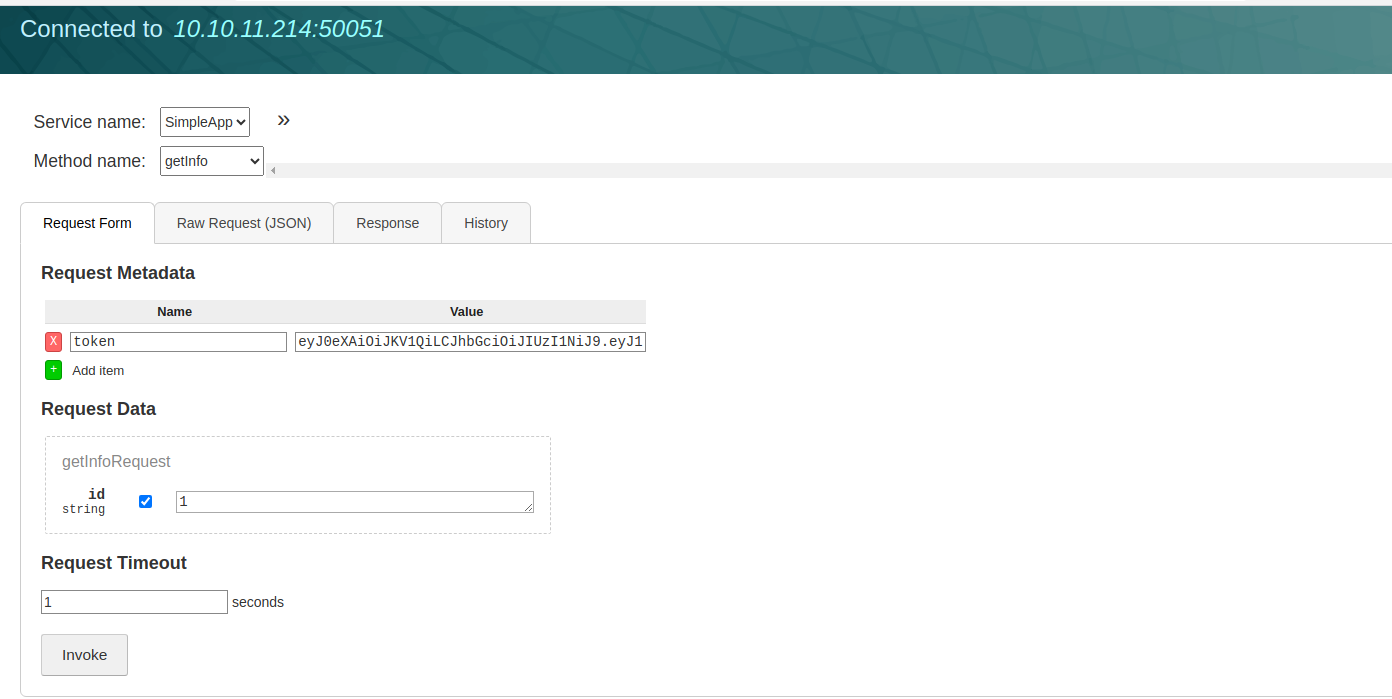 Connected to 10.10.11.214:50051
Service name: SimpleApp »
Method name: getInfo
Request Form Raw Request (JSON) Response History
Request Metadata
Name Value
X token eyJ0eXAiOiJKV1QiLCJhbGciOiJIUzI1NiJ9.eyJ1
+ Add item
Request Data
getInfoRequest
id
string
1
Request Timeout
1 seconds
Invoke